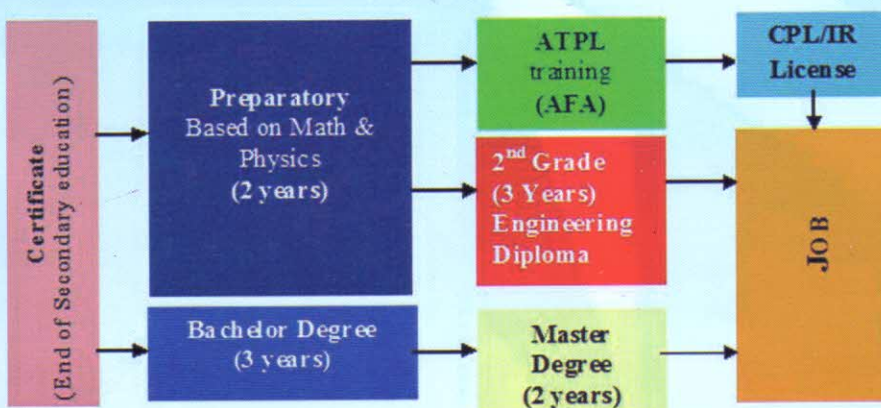 Certificate
(End of Secondary education)
Preparatory
Based on Math &
Physics
(2 years)
ATPL
training
(AFA)
CPL/IR
License
2nd Grade
(3 Years)
Engineering
Diploma
JOB
Bachelor Degree
(3 years)
Master
Degree
(2 years)